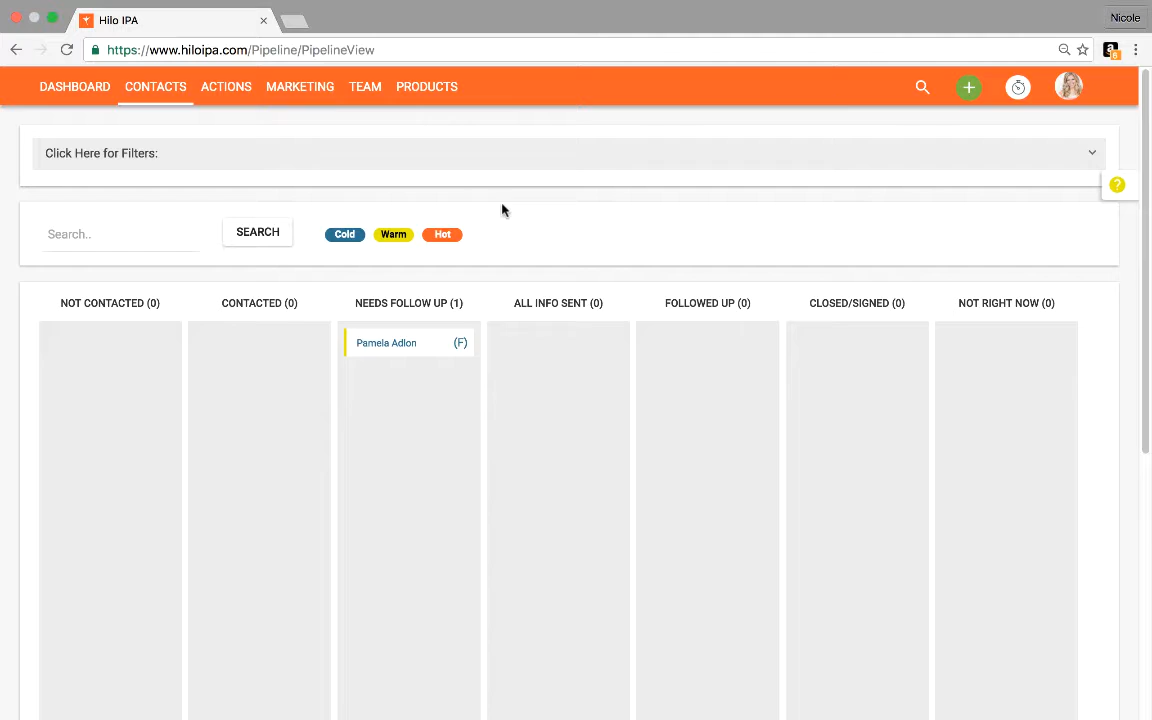 Hilo IPA
Nicole
https://www.hiloipa.com/Pipeline/PipelineView
DASHBOARD CONTACTS ACTIONS MARKETING TEAM PRODUCTS
Click Here for Filters:
?
Search..
SEARCH
Cold Warm Hot
NOT CONTACTED (0) CONTACTED (0) NEEDS FOLLOW UP (1) ALL INFO SENT (0) FOLLOWED UP (0) CLOSED/SIGNED (0) NOT RIGHT NOW (0)
Pamela Adlon (F)